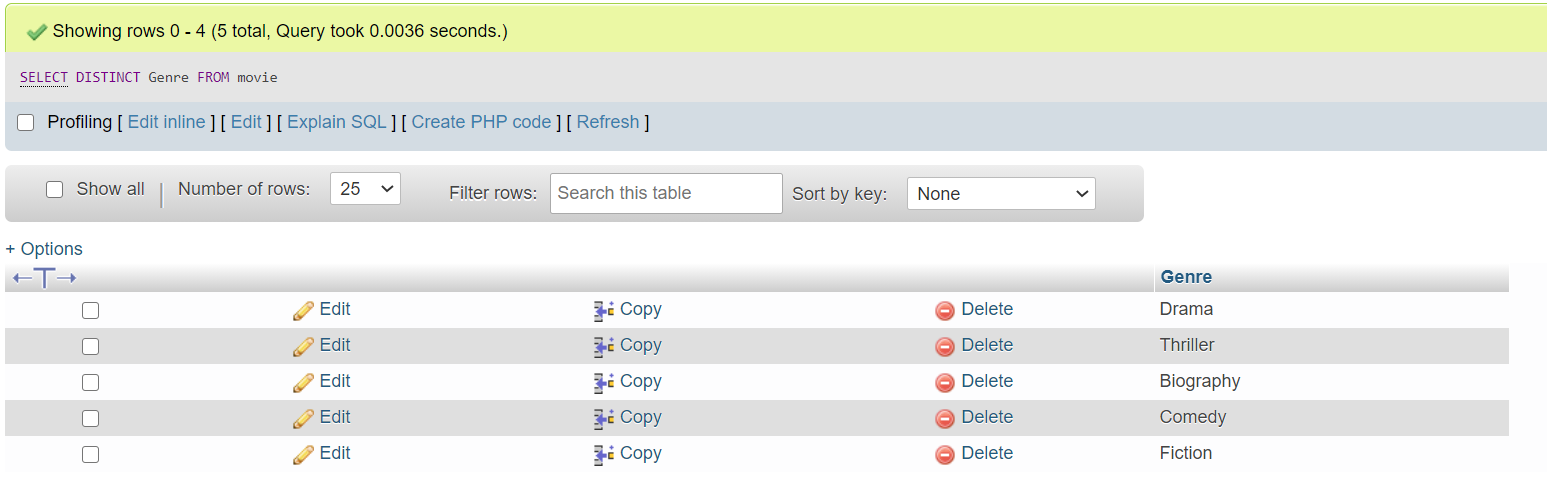 Showing rows 0 - 4 (5 total, Query took 0.0036 seconds.)
SELECT DISTINCT Genre FROM movie
Profiling [ Edit inline ] [ Edit ] [ Explain SQL ] [ Create PHP code ] [ Refresh ]
Show all | Number of rows: 25 Filter rows: Search this table Sort by key: None
+ Options
←T→ Genre
Edit Copy Delete Drama
Edit Copy Delete Thriller
Edit Copy Delete Biography
Edit Copy Delete Comedy
Edit Copy Delete Fiction